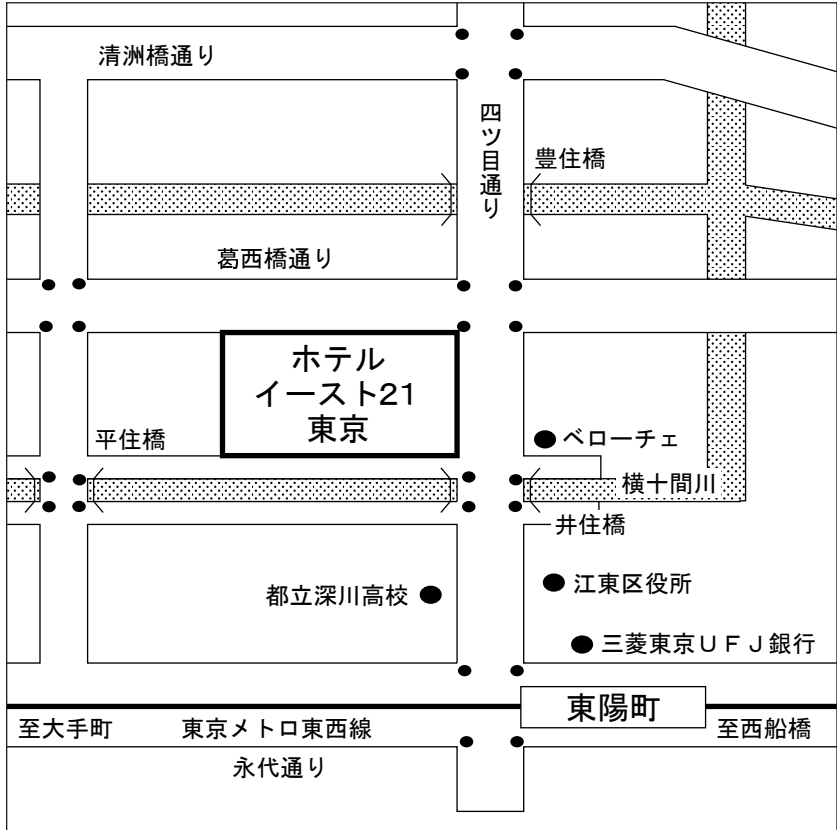 清洲橋通り
四ツ目通り
豊住橋
葛西橋通り
ホテル
イースト21
東京
平住橋
ベローチェ
横十間川
井住橋
都立深川高校
江東区役所
三菱東京ＵＦＪ銀行
東陽町
至大手町
東京メトロ東西線
至西船橋
永代通り